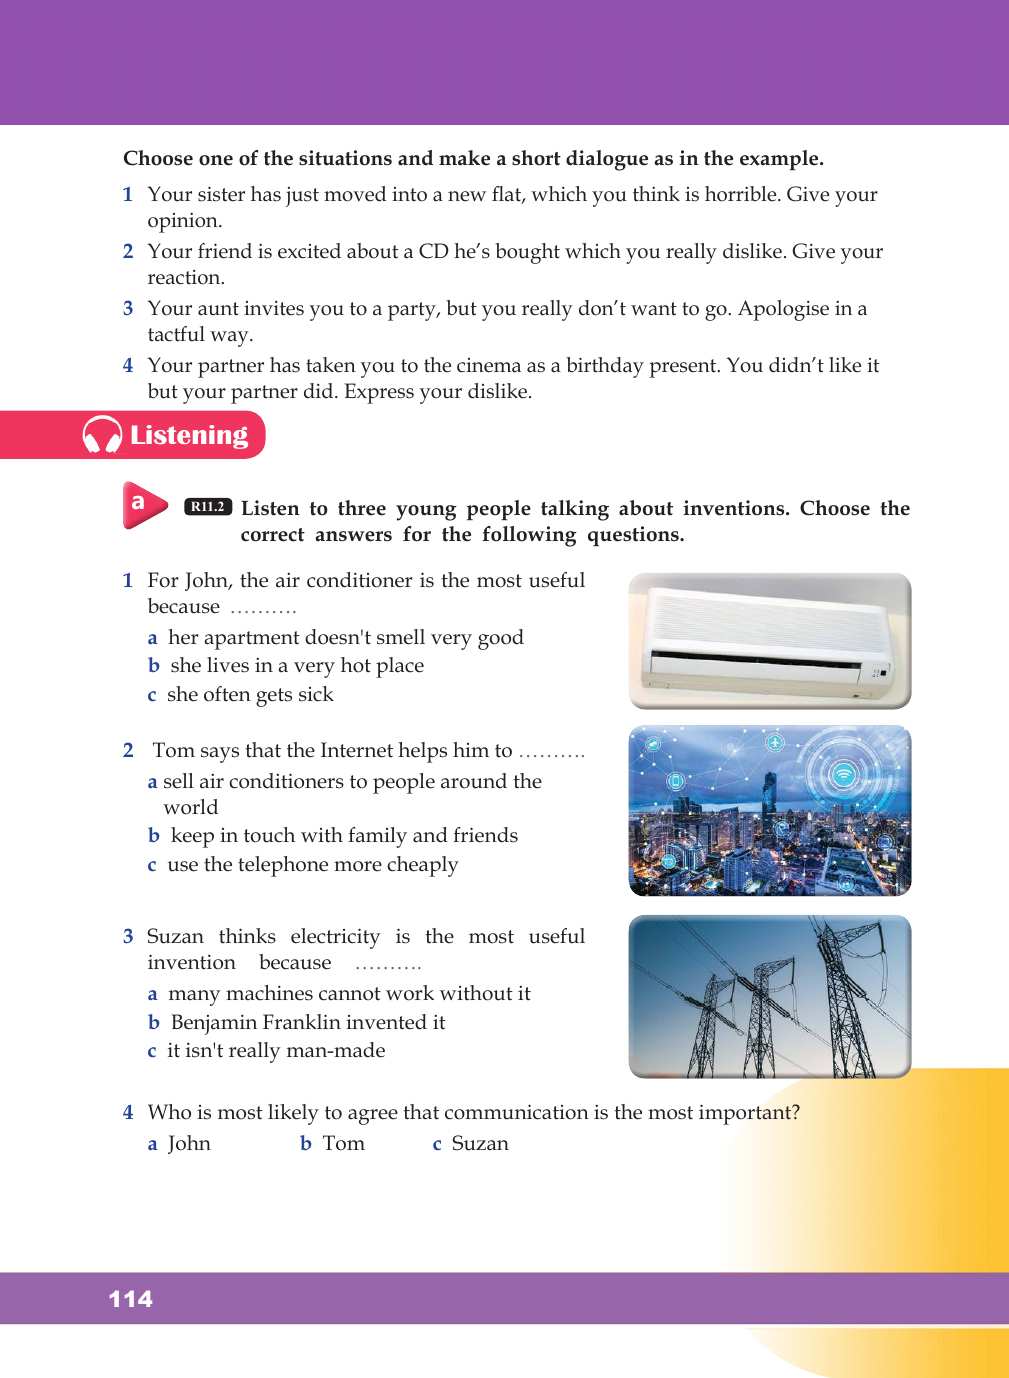 Choose one of the situations and make a short dialogue as in the example.
1 Your sister has just moved into a new flat, which you think is horrible. Give your
opinion.
2 Your friend is excited about a CD he’s bought which you really dislike. Give your
reaction.
3 Your aunt invites you to a party, but you really don’t want to go. Apologise in a
tactful way.
4 Your partner has taken you to the cinema as a birthday present. You didn’t like it
but your partner did. Express your dislike.
Listening
a R11.2 Listen to three young people talking about inventions. Choose the
correct answers for the following questions.
1 For John, the air conditioner is the most useful
because ……….
a her apartment doesn't smell very good
b she lives in a very hot place
c she often gets sick
2 Tom says that the Internet helps him to ……….
a sell air conditioners to people around the
world
b keep in touch with family and friends
c use the telephone more cheaply
3 Suzan thinks electricity is the most useful
invention because ……….
a many machines cannot work without it
b Benjamin Franklin invented it
c it isn't really man-made
4 Who is most likely to agree that communication is the most important?
a John b Tom c Suzan
114